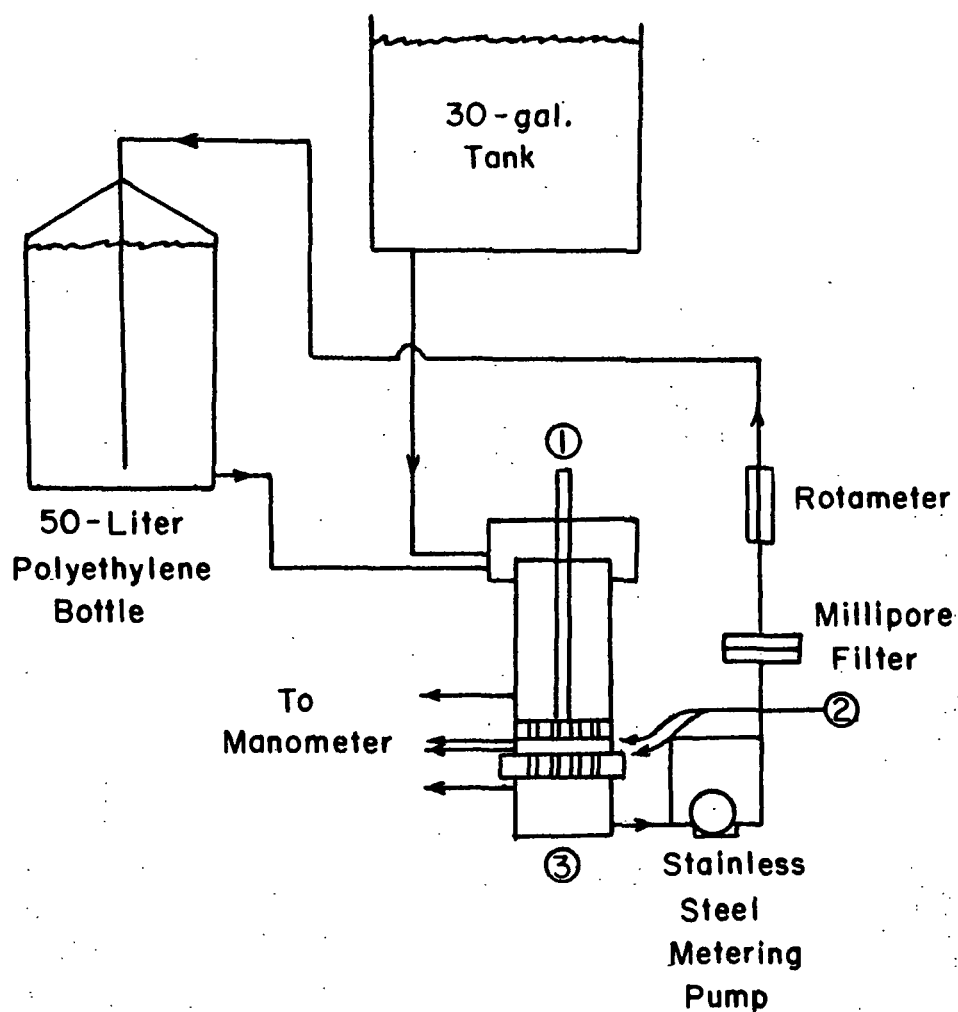 30-gal.
Tank
①
50-Liter
Polyethylene
Bottle
Rotameter
Millipore
Filter
To
Manometer
②
③
Stainless
Steel
Metering
Pump